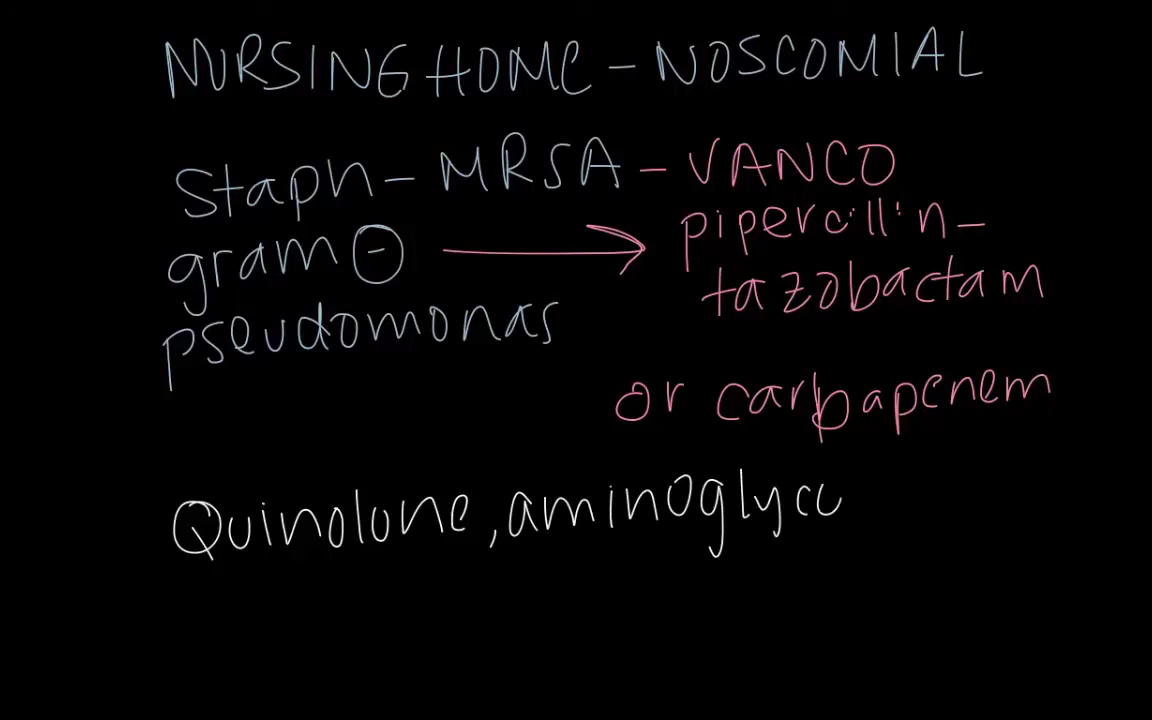 NURSING HOME - NOSCOMIAL
Staph - MRSA - VANCO
gram ⊖ → pipercillin-
tazobactam
pseudomonas
or carbapenem
Quinolone, aminoglyco